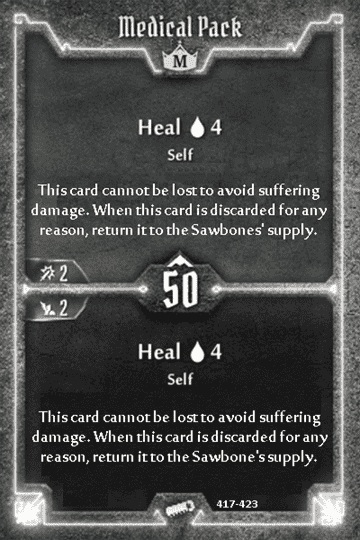 Medical Pack
M
Heal 4
Self
This card cannot be lost to avoid suffering
damage. When this card is discarded for any
reason, return it to the Sawbones' supply.
2
50
2
Heal 4
Self
This card cannot be lost to avoid suffering
damage. When this card is discarded for any
reason, return it to the Sawbone's supply.
417-423